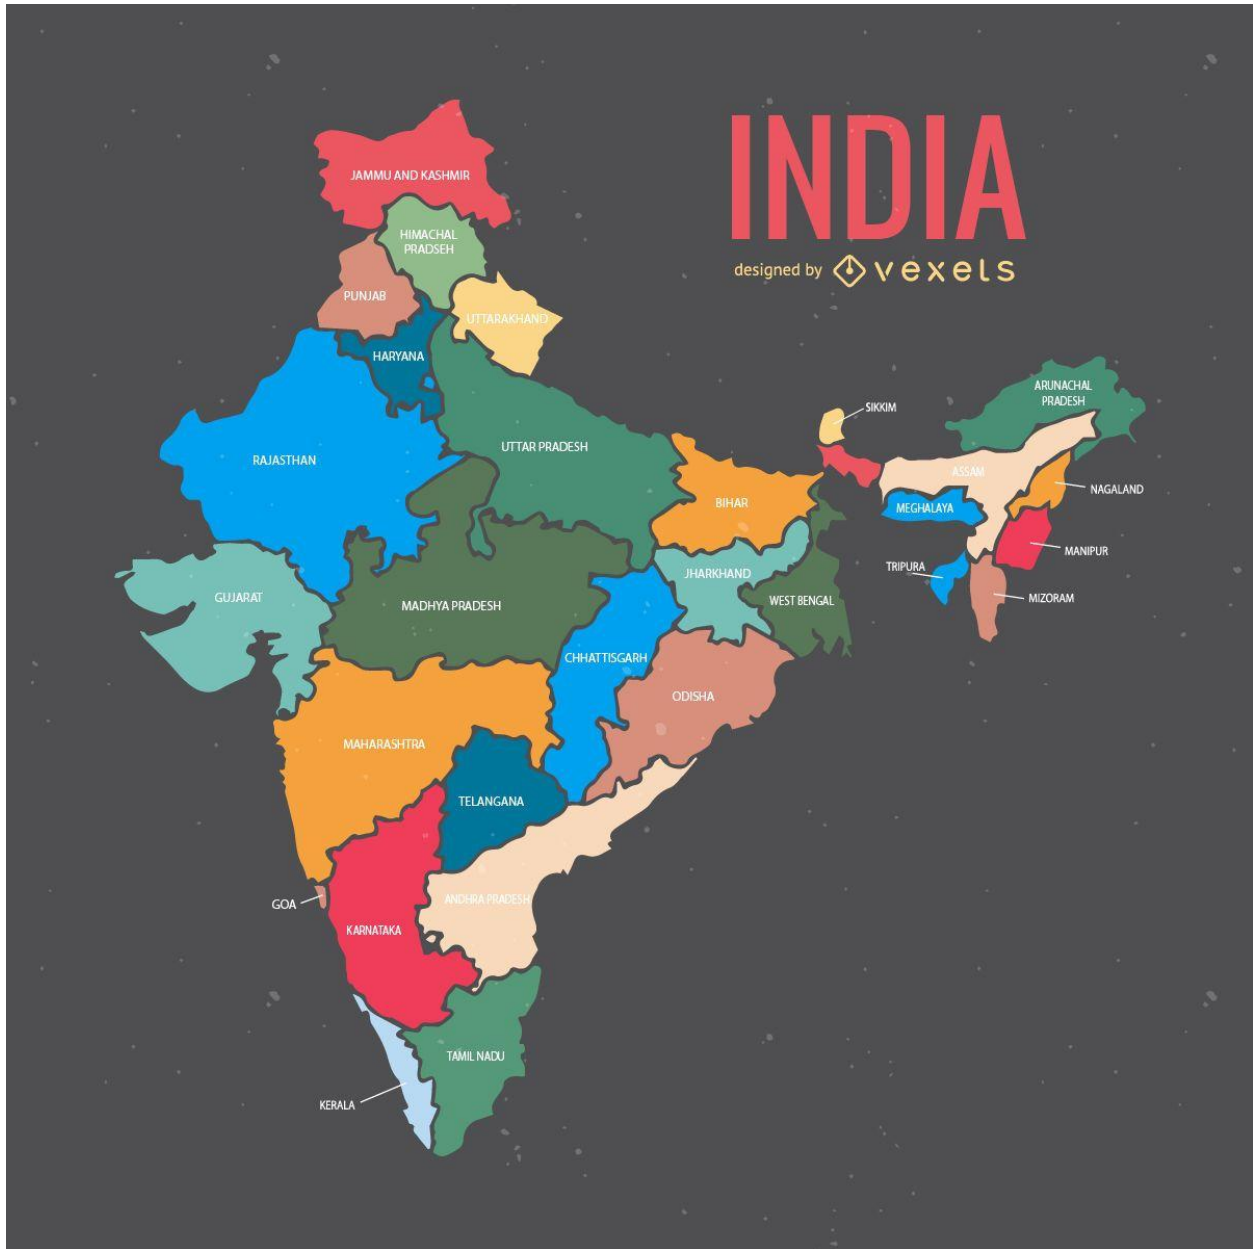 INDIA
designed by vexels
JAMMU AND KASHMIR
HIMACHAL
PRADSEH
PUNJAB
UTTARAKHAND
HARYANA
RAJASTHAN
UTTAR PRADESH
SIKKIM
ARUNACHAL
PRADESH
ASSAM
NAGALAND
BIHAR
MEGHALAYA
MANIPUR
TRIPURA
MIZORAM
JHARKHAND
WEST BENGAL
GUJARAT
MADHYA PRADESH
CHHATTISGARH
ODISHA
MAHARASHTRA
TELANGANA
ANDHRA PRADESH
GOA
KARNATAKA
TAMIL NADU
KERALA